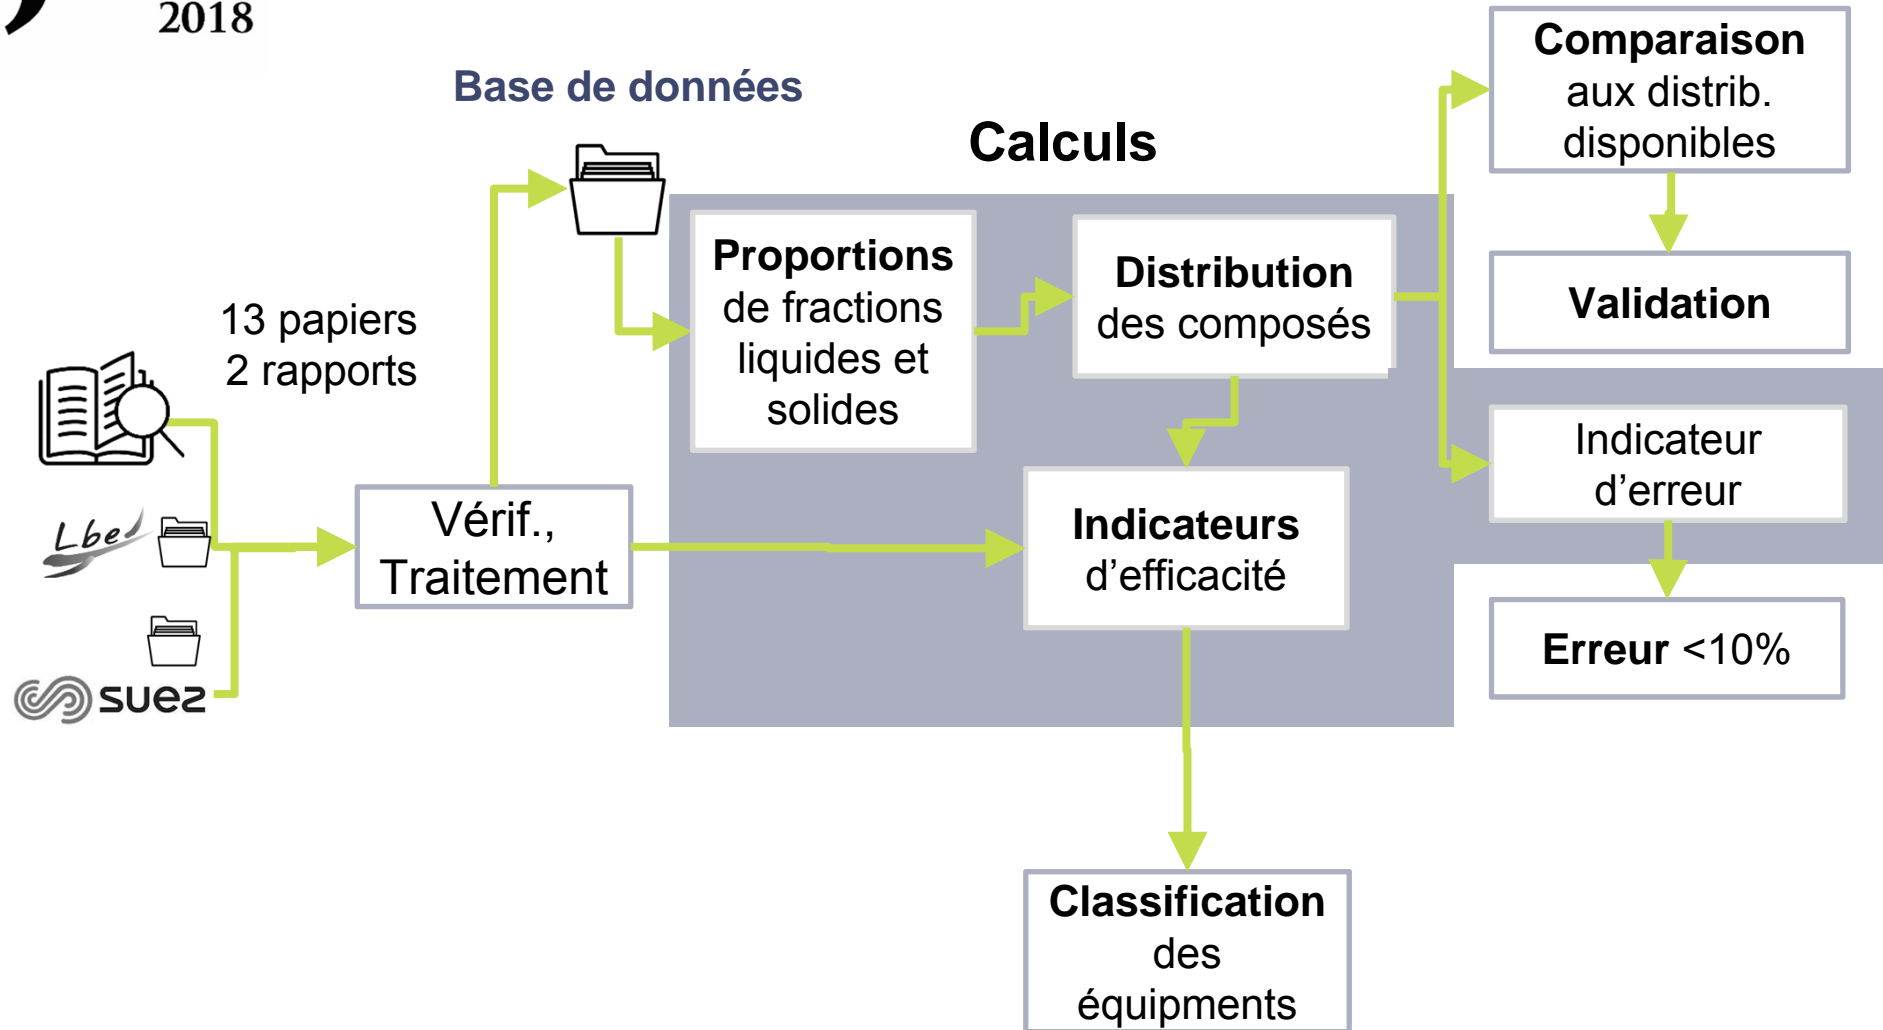 2018
Base de données
Calculs
13 papiers
2 rapports
Lbe
suez
Vérif.,
Traitement
Proportions
de fractions
liquides et
solides
Distribution
des composés
Indicateurs
d'efficacité
Classification
des
équipments
Comparaison
aux distrib.
disponibles
Validation
Indicateur
d'erreur
Erreur <10%